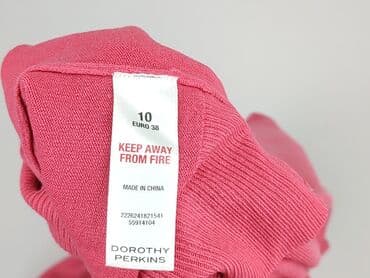 10
EURO 38
KEEP AWAY
FROM FIRE
MADE IN CHINA
2226241821541
55914104
DOROTHY
PERKINS